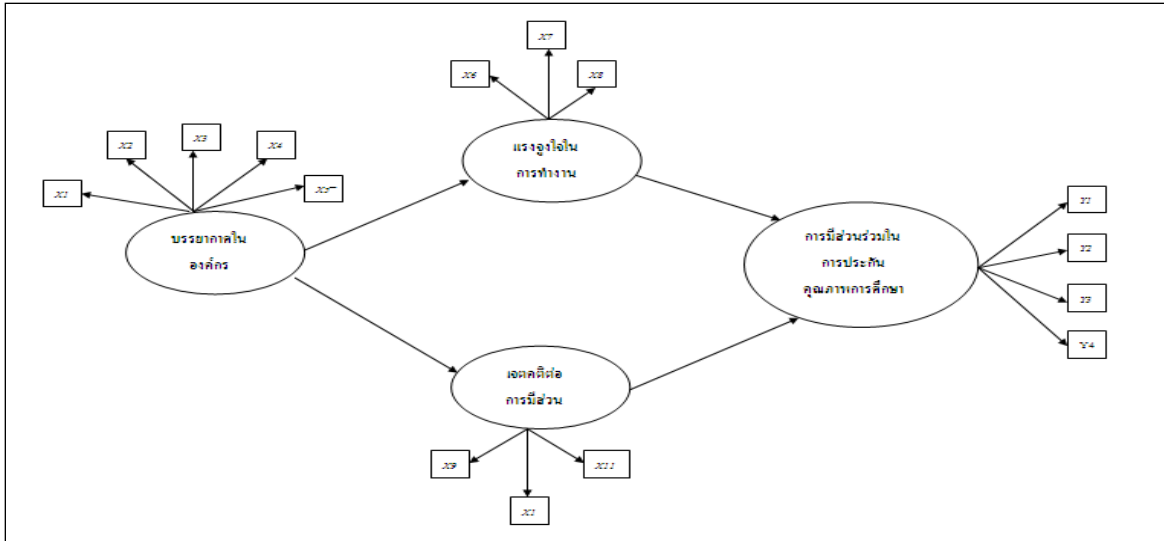 X7
X6
X8
X3
X2
X4
X1
X5
แรงจูงใจใน
การทำงาน
บรรยากาศใน
องค์กร
การมีส่วนร่วมใน
การประกัน
คุณภาพการศึกษา
Y1
Y2
Y3
Y4
เจตคติต่อ
การมีส่วน
X9
X11
X1